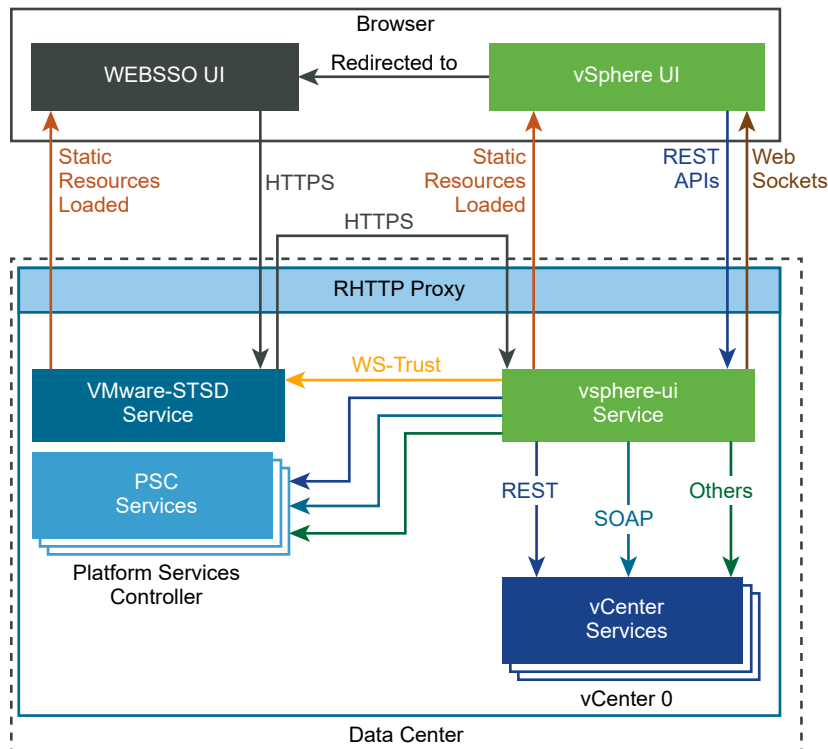 Browser
WEBSSO UI
Redirected to
vSphere UI
Static
Resources
Loaded
HTTPS
Static
Resources
Loaded
REST
APIs
Web
Sockets
HTTPS
RHTTP Proxy
VMware-STSD
Service
WS-Trust
vsphere-ui
Service
PSC
Services
REST
SOAP
Others
Platform Services
Controller
vCenter
Services
vCenter 0
Data Center